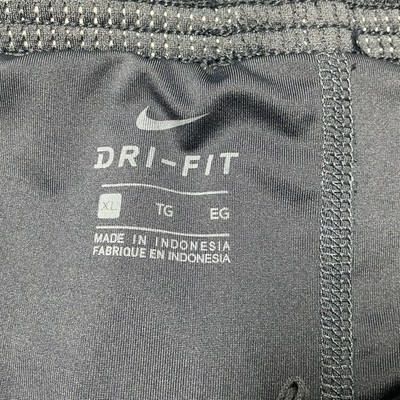 DRI-FIT
XL TG EG
MADE IN INDONESIA
FABRIQUE EN INDONESIA